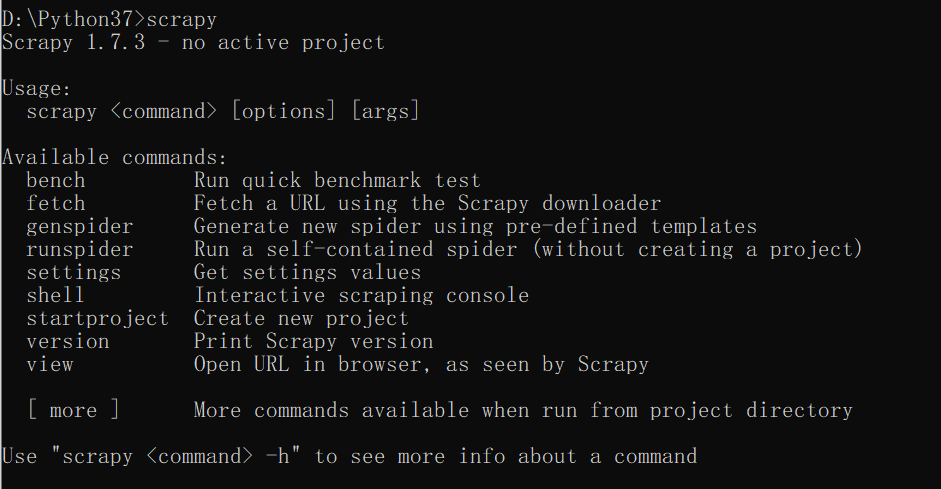 D:\Python37>scrapy
Scrapy 1.7.3 - no active project
Usage:
  scrapy <command> [options] [args]
Available commands:
  bench         Run quick benchmark test
  fetch         Fetch a URL using the Scrapy downloader
  genspider     Generate new spider using pre-defined templates
  runspider     Run a self-contained spider (without creating a project)
  settings      Get settings values
  shell         Interactive scraping console
  startproject  Create new project
  version       Print Scrapy version
  view          Open URL in browser, as seen by Scrapy
  [ more ]      More commands available when run from project directory
Use "scrapy <command> -h" to see more info about a command